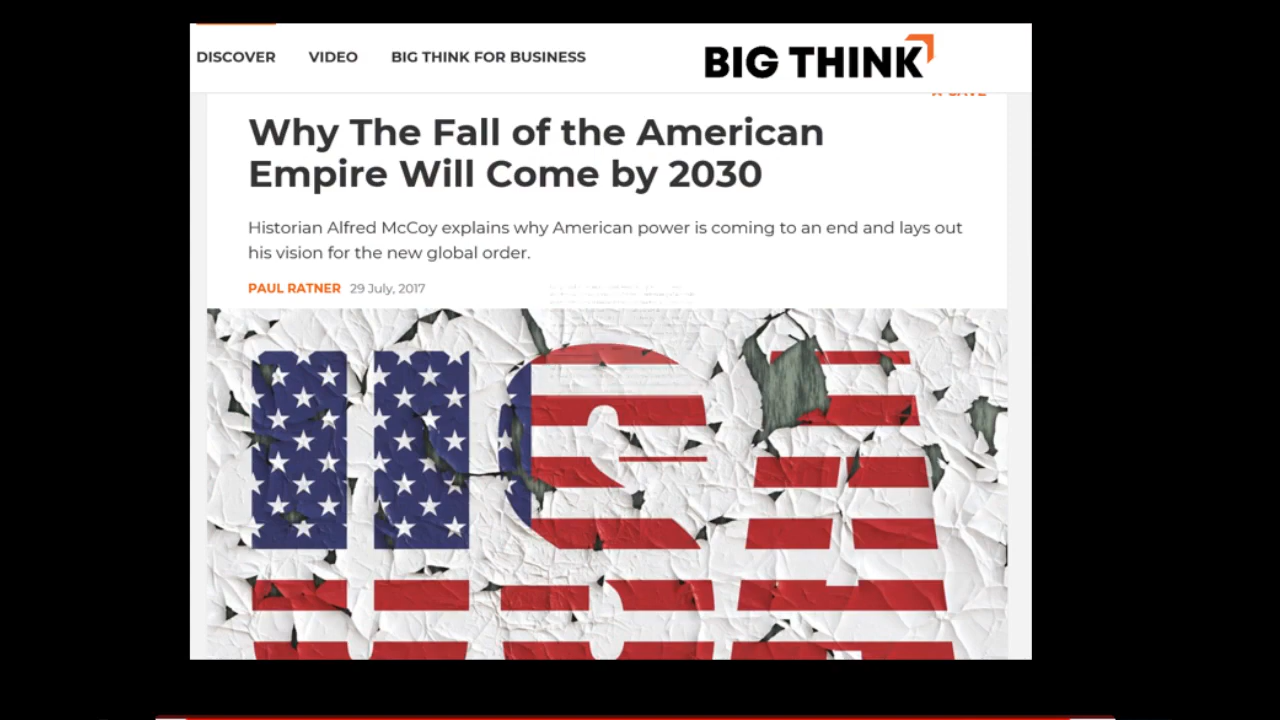 DISCOVER VIDEO BIG THINK FOR BUSINESS BIG THINK
Why The Fall of the American
Empire Will Come by 2030
Historian Alfred McCoy explains why American power is coming to an end and lays out
his vision for the new global order.
PAUL RATNER 29 July, 2017
USA